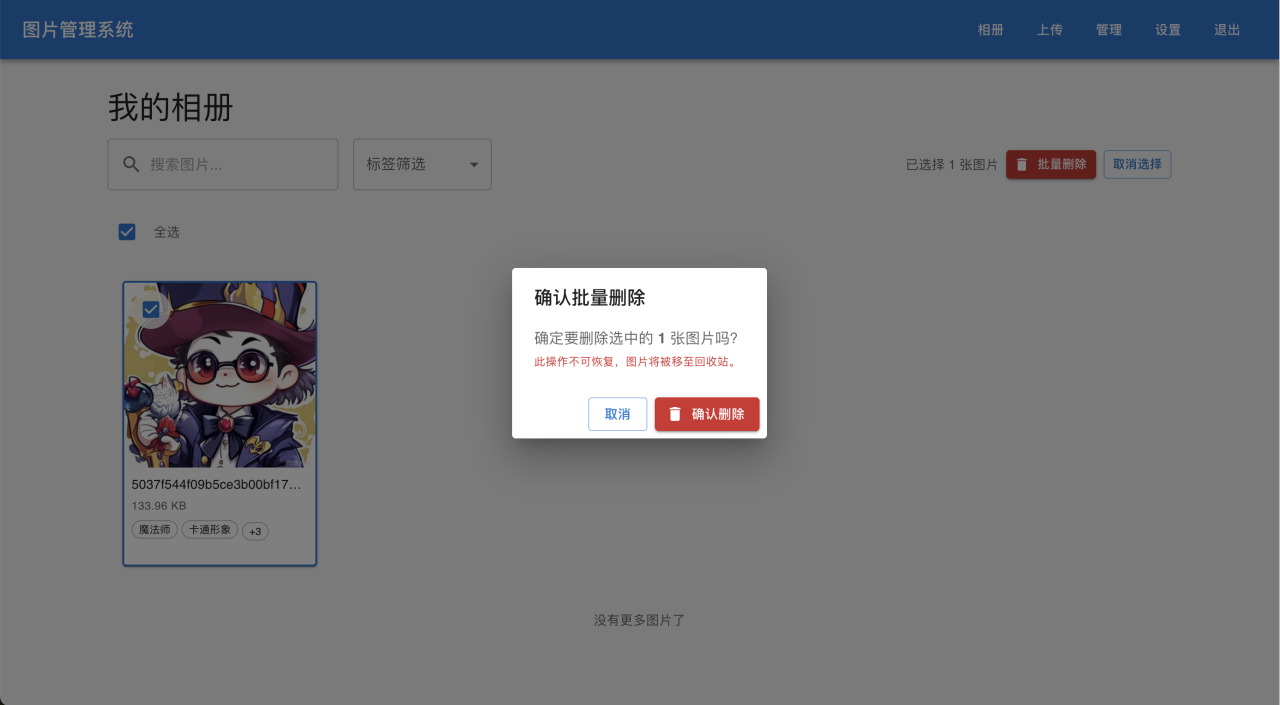 图片管理系统
相册 上传 管理 设置 退出
我的相册
搜索图片...
标签筛选
已选择 1 张图片
批量删除
取消选择
全选
确认批量删除
确定要删除选中的 1 张图片吗?
此操作不可恢复，图片将被移至回收站。
取消
确认删除
5037f544f09b5ce3b00bf17...
133.96 KB
魔法师 卡通形象 +3
没有更多图片了